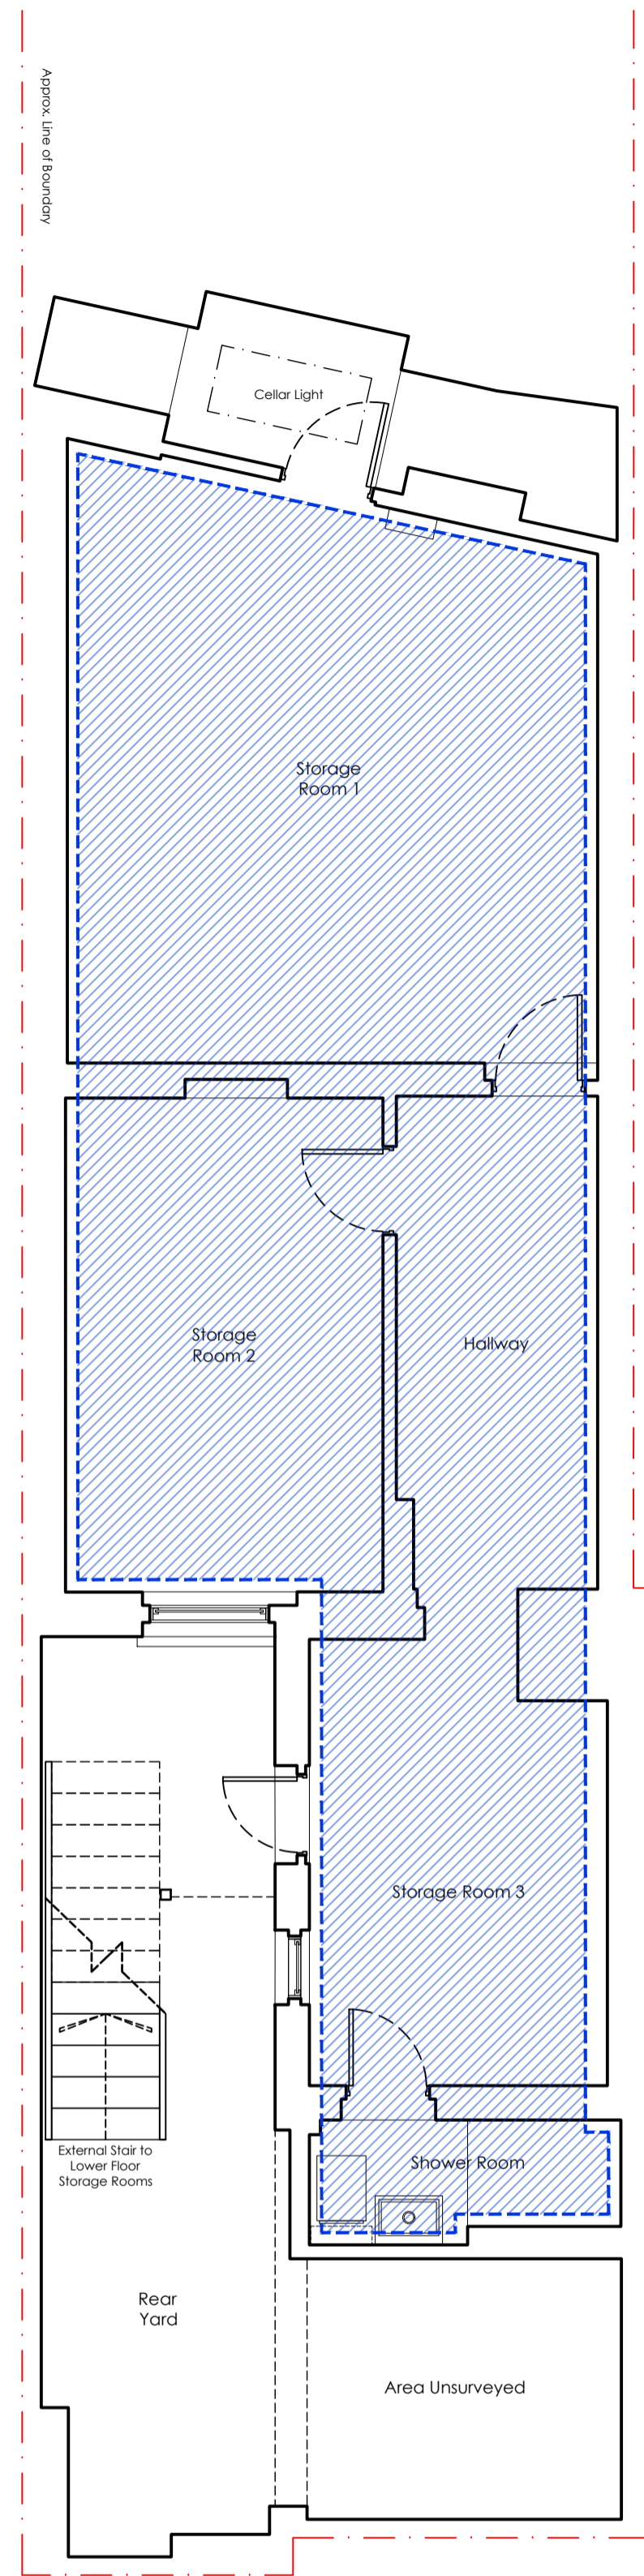 Approx. Line of Boundary
Cellar Light
Storage
Room 1
Storage
Room 2
Hallway
Storage Room 3
Shower Room
External Stair to
Lower Floor
Storage Rooms
Rear
Yard
Area Unsurveyed